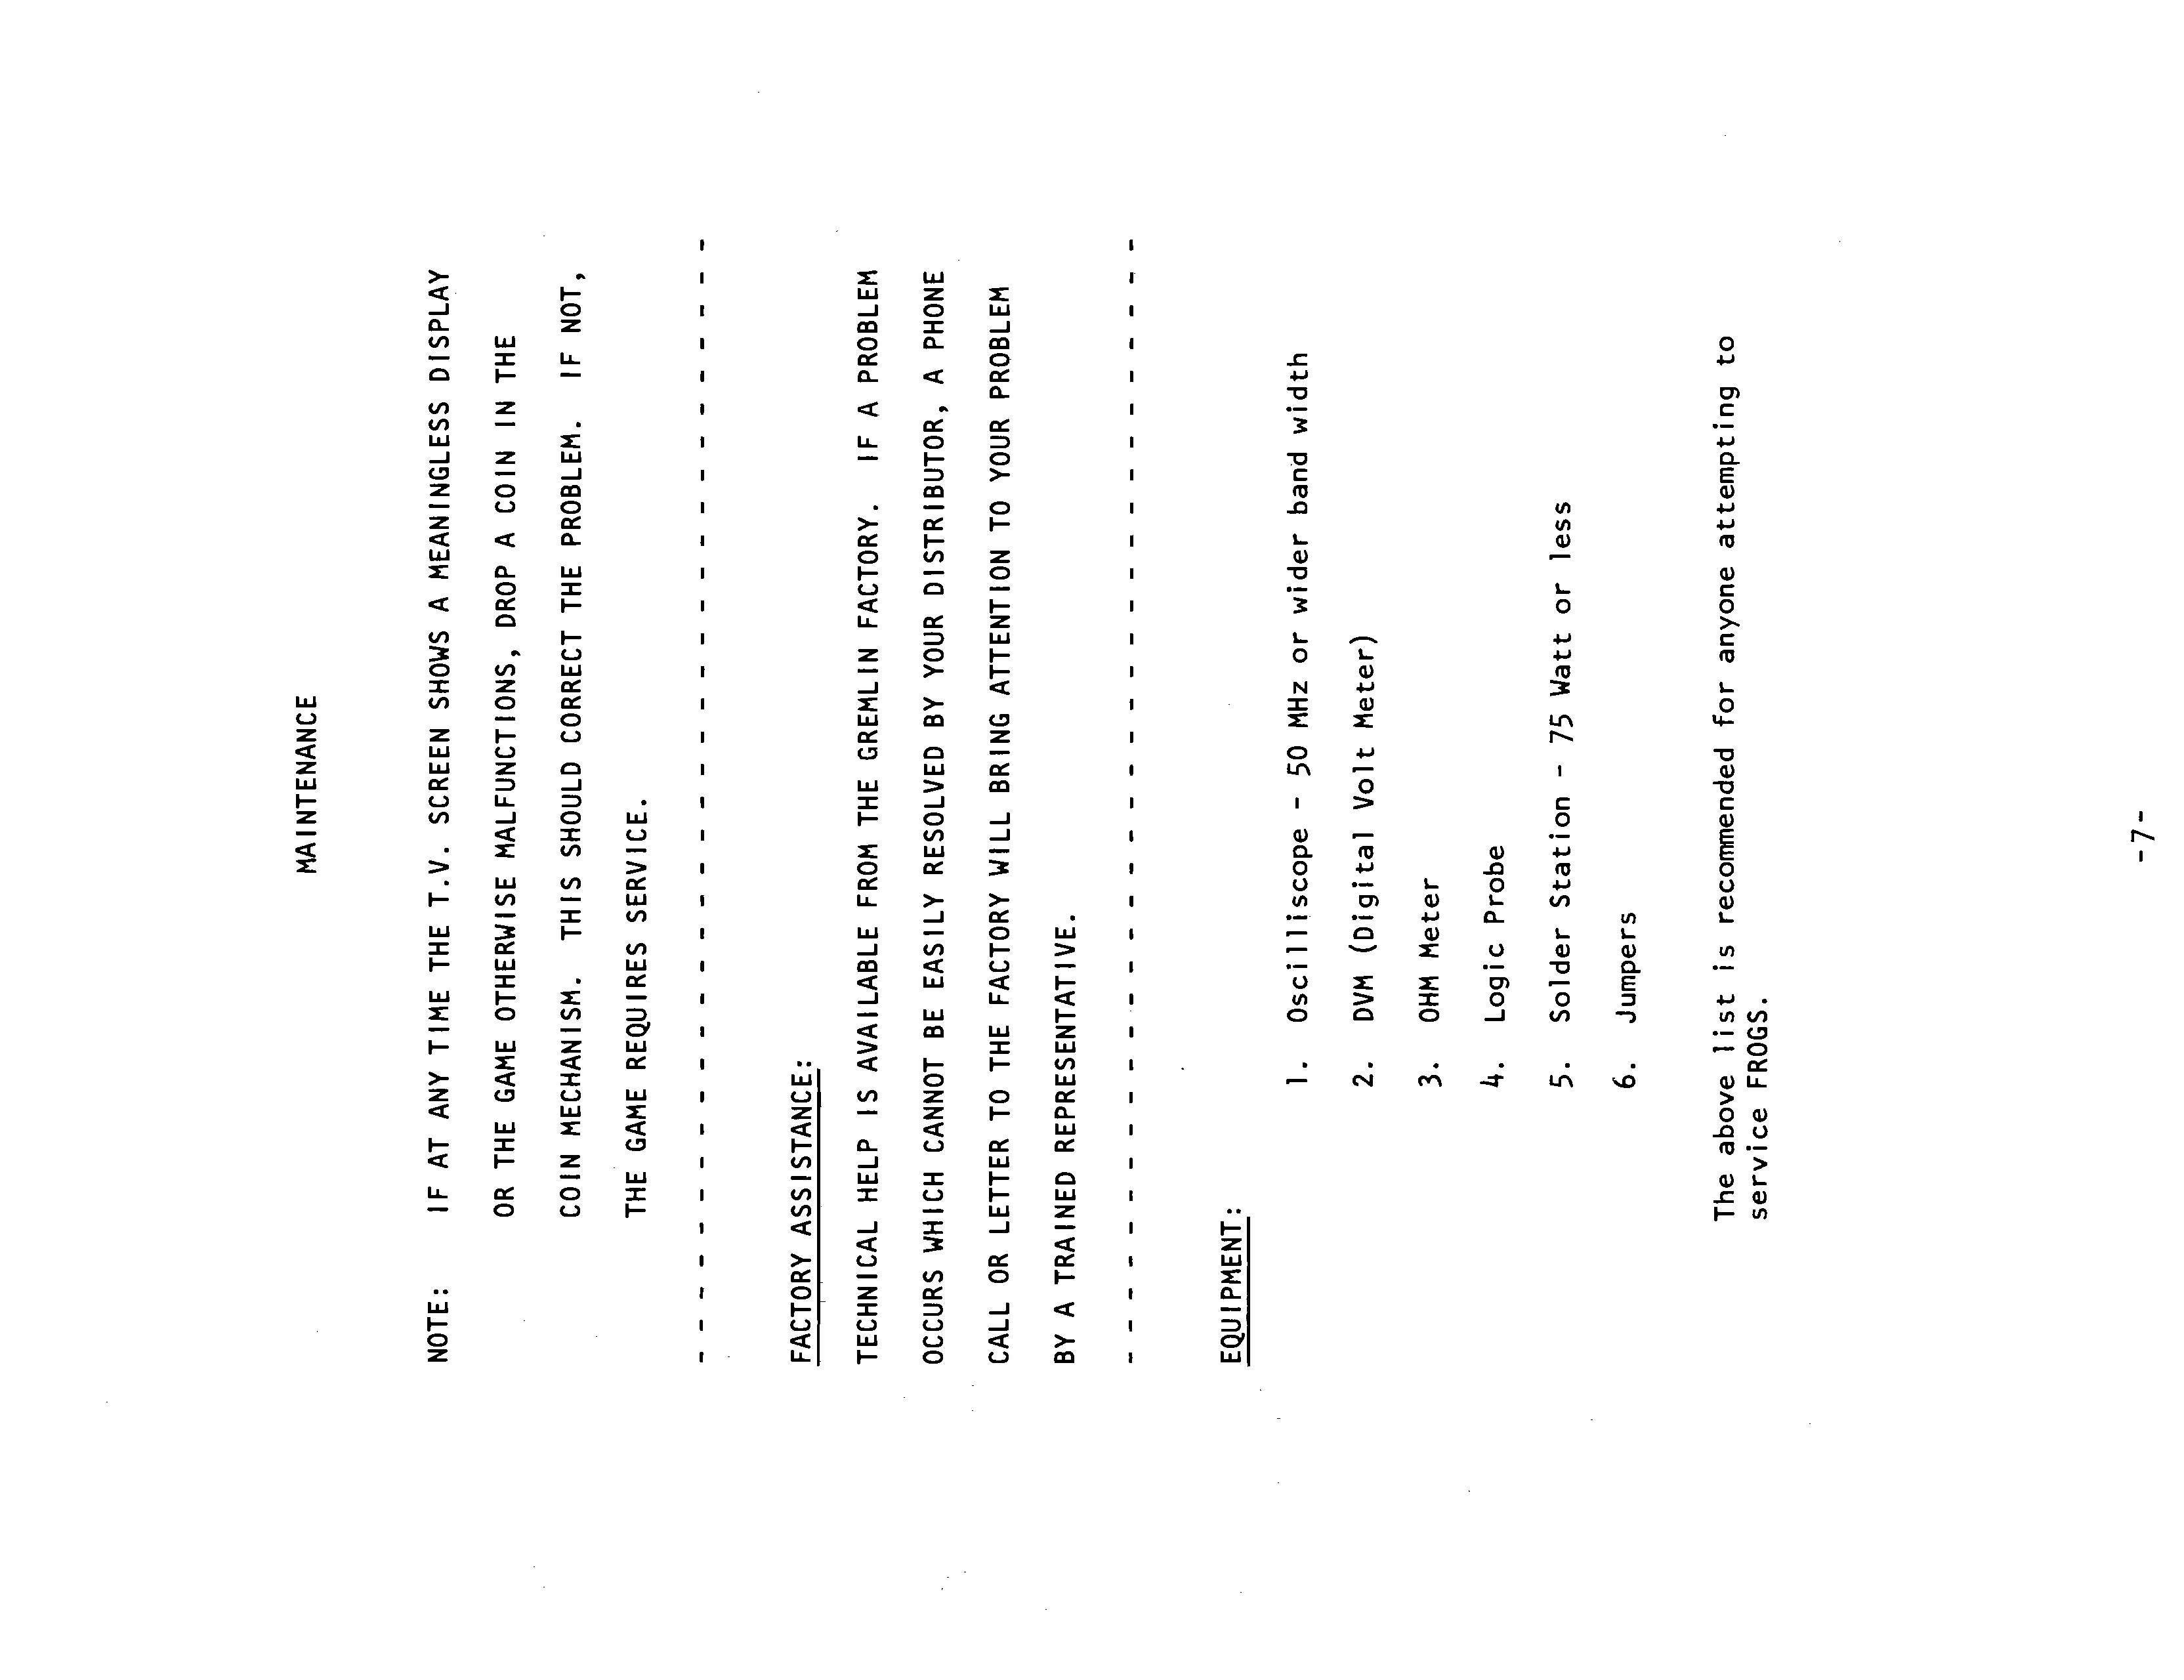 MAINTENANCE
NOTE: IF AT ANY TIME THE T.V. SCREEN SHOWS A MEANINGLESS DISPLAY
OR THE GAME OTHERWISE MALFUNCTIONS, DROP A COIN IN THE
COIN MECHANISM. THIS SHOULD CORRECT THE PROBLEM. IF NOT,
THE GAME REQUIRES SERVICE.
- - - - - - - - - - - - - - - - - - - - - - - - - - - - - - - - - - -
FACTORY ASSISTANCE:
TECHNICAL HELP IS AVAILABLE FROM THE GREMLIN FACTORY. IF A PROBLEM
OCCURS WHICH CANNOT BE EASILY RESOLVED BY YOUR DISTRIBUTOR, A PHONE
CALL OR LETTER TO THE FACTORY WILL BRING ATTENTION TO YOUR PROBLEM
BY A TRAINED REPRESENTATIVE.
- - - - - - - - - - - - - - - - - - - - - - - - - - - - - - - - - - -
EQUIPMENT:
1. Oscilliscope - 50 MHz or wider band width
2. DVM (Digital Volt Meter)
3. OHM Meter
4. Logic Probe
5. Solder Station - 75 Watt or less
6. Jumpers
The above list is recommended for anyone attempting to
service FROGS.
-7-